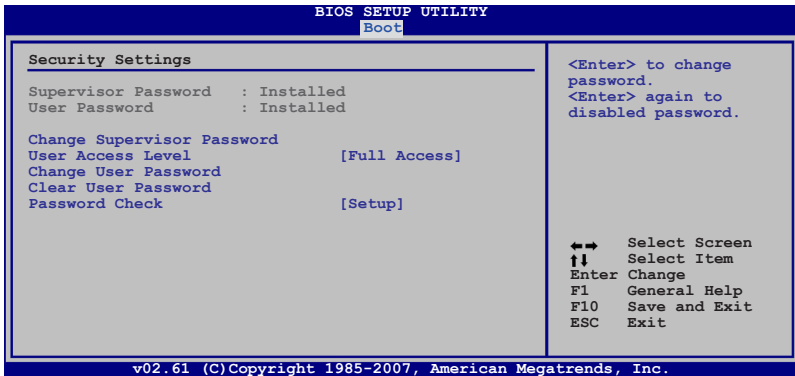 BIOS SETUP UTILITY
Boot
Security Settings
Supervisor Password : Installed
User Password : Installed
Change Supervisor Password
User Access Level [Full Access]
Change User Password
Clear User Password
Password Check [Setup]
<Enter> to change
password.
<Enter> again to
disabled password.
←→ Select Screen
↑↓ Select Item
Enter Change
F1 General Help
F10 Save and Exit
ESC Exit
v02.61 (C)Copyright 1985-2007, American Megatrends, Inc.